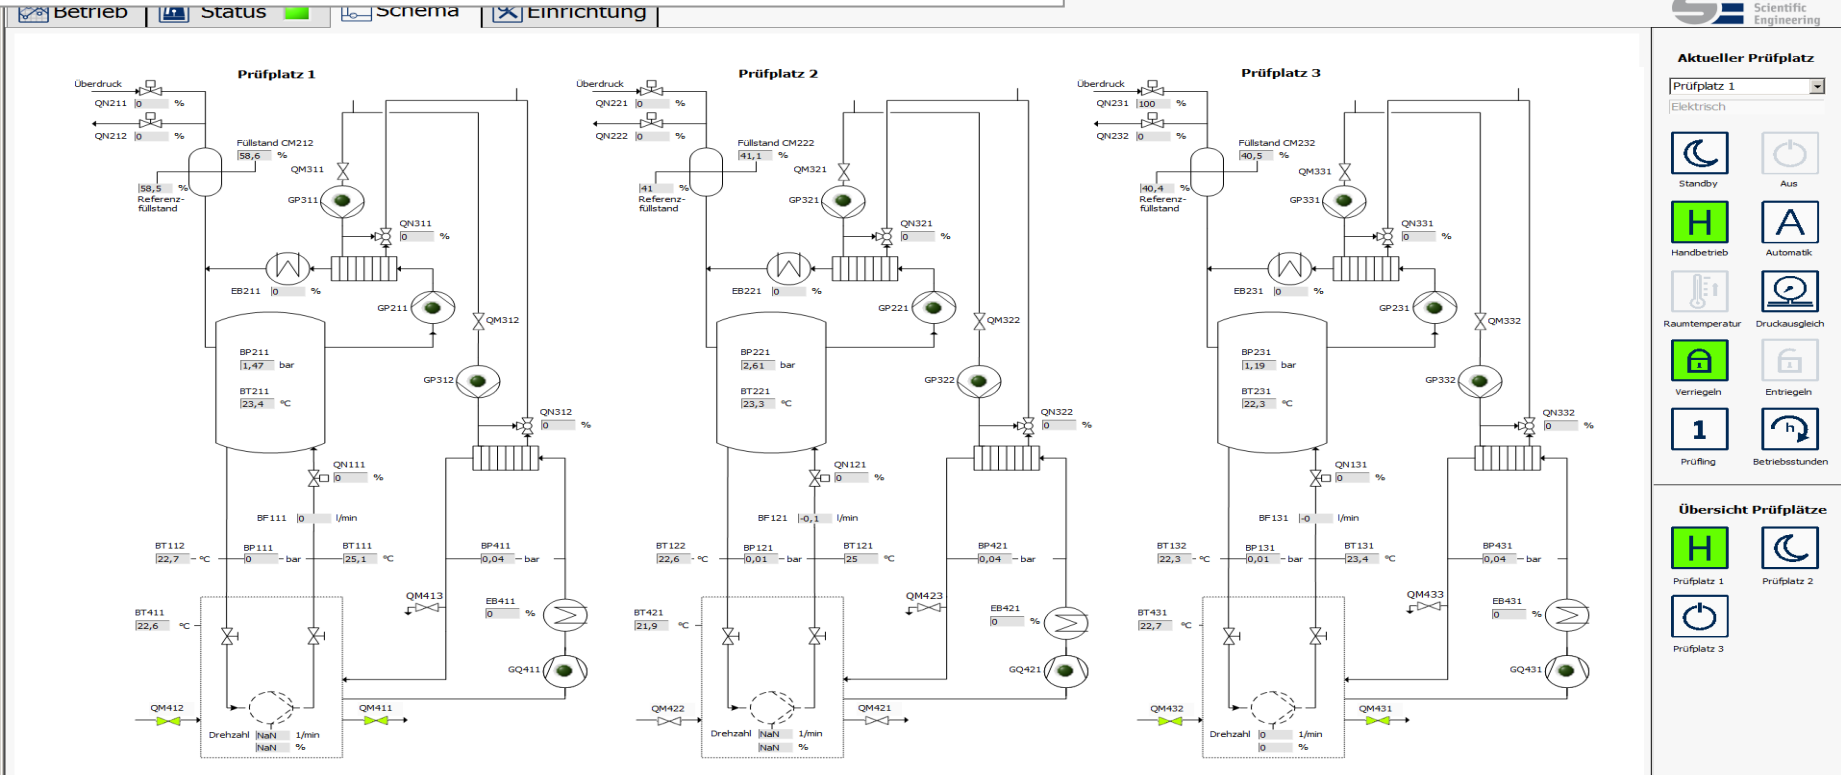 Betrieb
Status
Schema
Einrichtung
Scientific
Engineering
Prüfplatz 1
Überdruck
QN211 0 %
QN212 0 %
Füllstand CM212
58,6 %
58,5 %
Referenz-
füllstand
QM311
GP311
QN311
0 %
EB211 0 %
GP211
QM312
BP211
1,47 bar
BT211
23,4 °C
GP312
QN312
0 %
QN111
0 %
BF111 0 l/min
BT112
22,7 °C
BP111
0 bar
BT111
25,1 °C
BP411
0,04 bar
QM413
BT411
22,6 °C
EB411
0 %
GQ411
QM412
QM411
Drehzahl NaN 1/min
NaN %
Prüfplatz 2
Überdruck
QN221 0 %
QN222 0 %
Füllstand CM222
41,1 %
41 %
Referenz-
füllstand
QM321
GP321
QN321
0 %
EB221 0 %
GP221
QM322
BP221
2,61 bar
BT221
23,3 °C
GP322
QN322
0 %
QN121
0 %
BF121 -0,1 l/min
BT122
22,6 °C
BP121
0,01 bar
BT121
25 °C
BP421
0,04 bar
QM423
BT421
21,9 °C
EB421
0 %
GQ421
QM422
QM421
Drehzahl NaN 1/min
NaN %
Prüfplatz 3
Überdruck
QN231 100 %
QN232 0 %
Füllstand CM232
40,5 %
40,4 %
Referenz-
füllstand
QM331
GP331
QN331
0 %
EB231 0 %
GP231
QM332
BP231
1,19 bar
BT231
22,3 °C
GP332
QN332
0 %
QN131
0 %
BF131 -0 l/min
BT132
22,3 °C
BP131
0,01 bar
BT131
23,4 °C
BP431
0,04 bar
QM433
BT431
22,7 °C
EB431
0 %
GQ431
QM432
QM431
Drehzahl 0 1/min
0 %
Aktueller Prüfplatz
Prüfplatz 1
Elektrisch
Standby
Aus
H
A
Handbetrieb
Automatik
Raumtemperatur
Druckausgleich
Verriegeln
Entriegeln
1
h
Prüfling
Betriebsstunden
Übersicht Prüfplätze
H
Prüfplatz 1
Prüfplatz 2
Prüfplatz 3